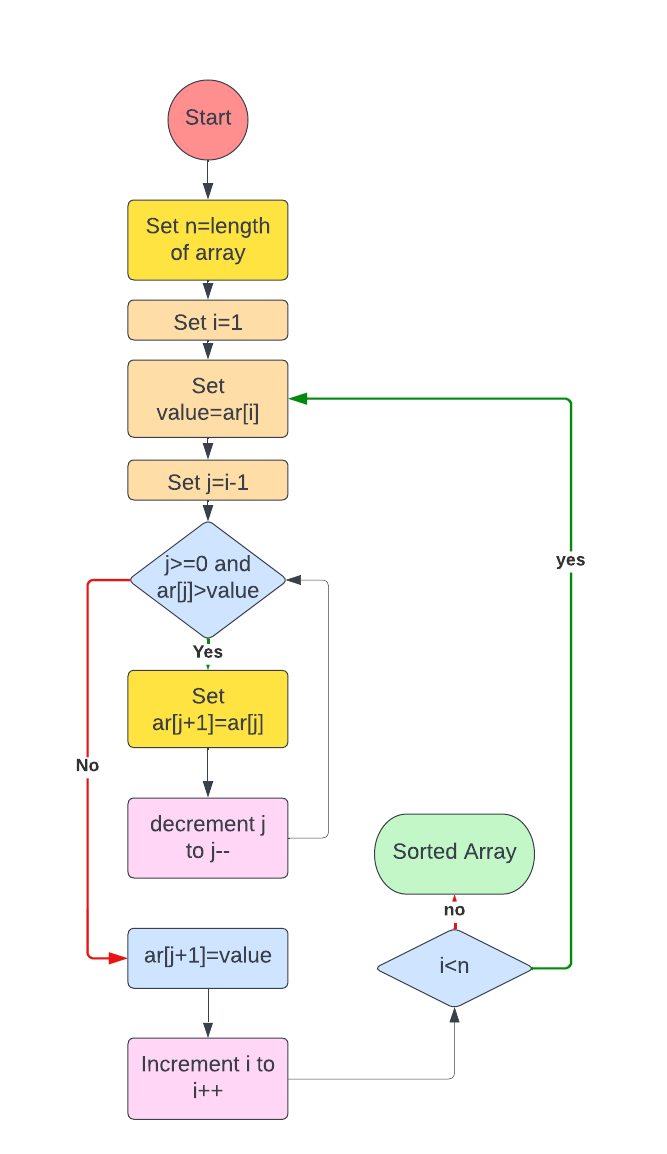 Start
Set n=length
of array
Set i=1
Set
value=ar[i]
Set j=i-1
j>=0 and
ar[j]>value
yes
Yes
Set
ar[j+1]=ar[j]
No
decrement j
to j--
Sorted Array
no
ar[j+1]=value
i<n
Increment i to
i++